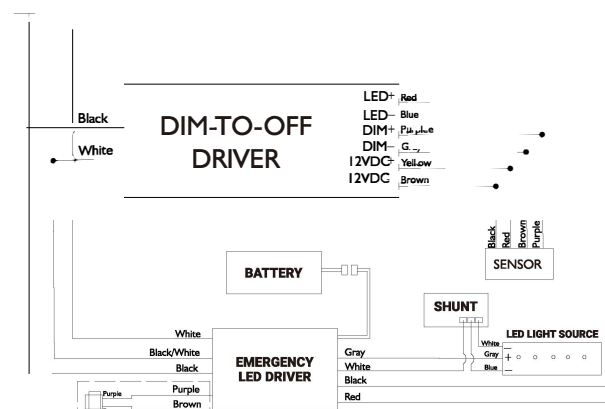 Black
White
DIM-TO-OFF
DRIVER
LED+ Red
LED– Blue
DIM+
DIM–
12VDC+ Yellow
12VDC- Brown
Black
Red
Brown
Purple
SENSOR
BATTERY
SHUNT
LED LIGHT SOURCE
White –
Gray +
Blue –
White
Black/White
Black
Purple
Brown
Purple
EMERGENCY
LED DRIVER
Gray
White
Black
Red